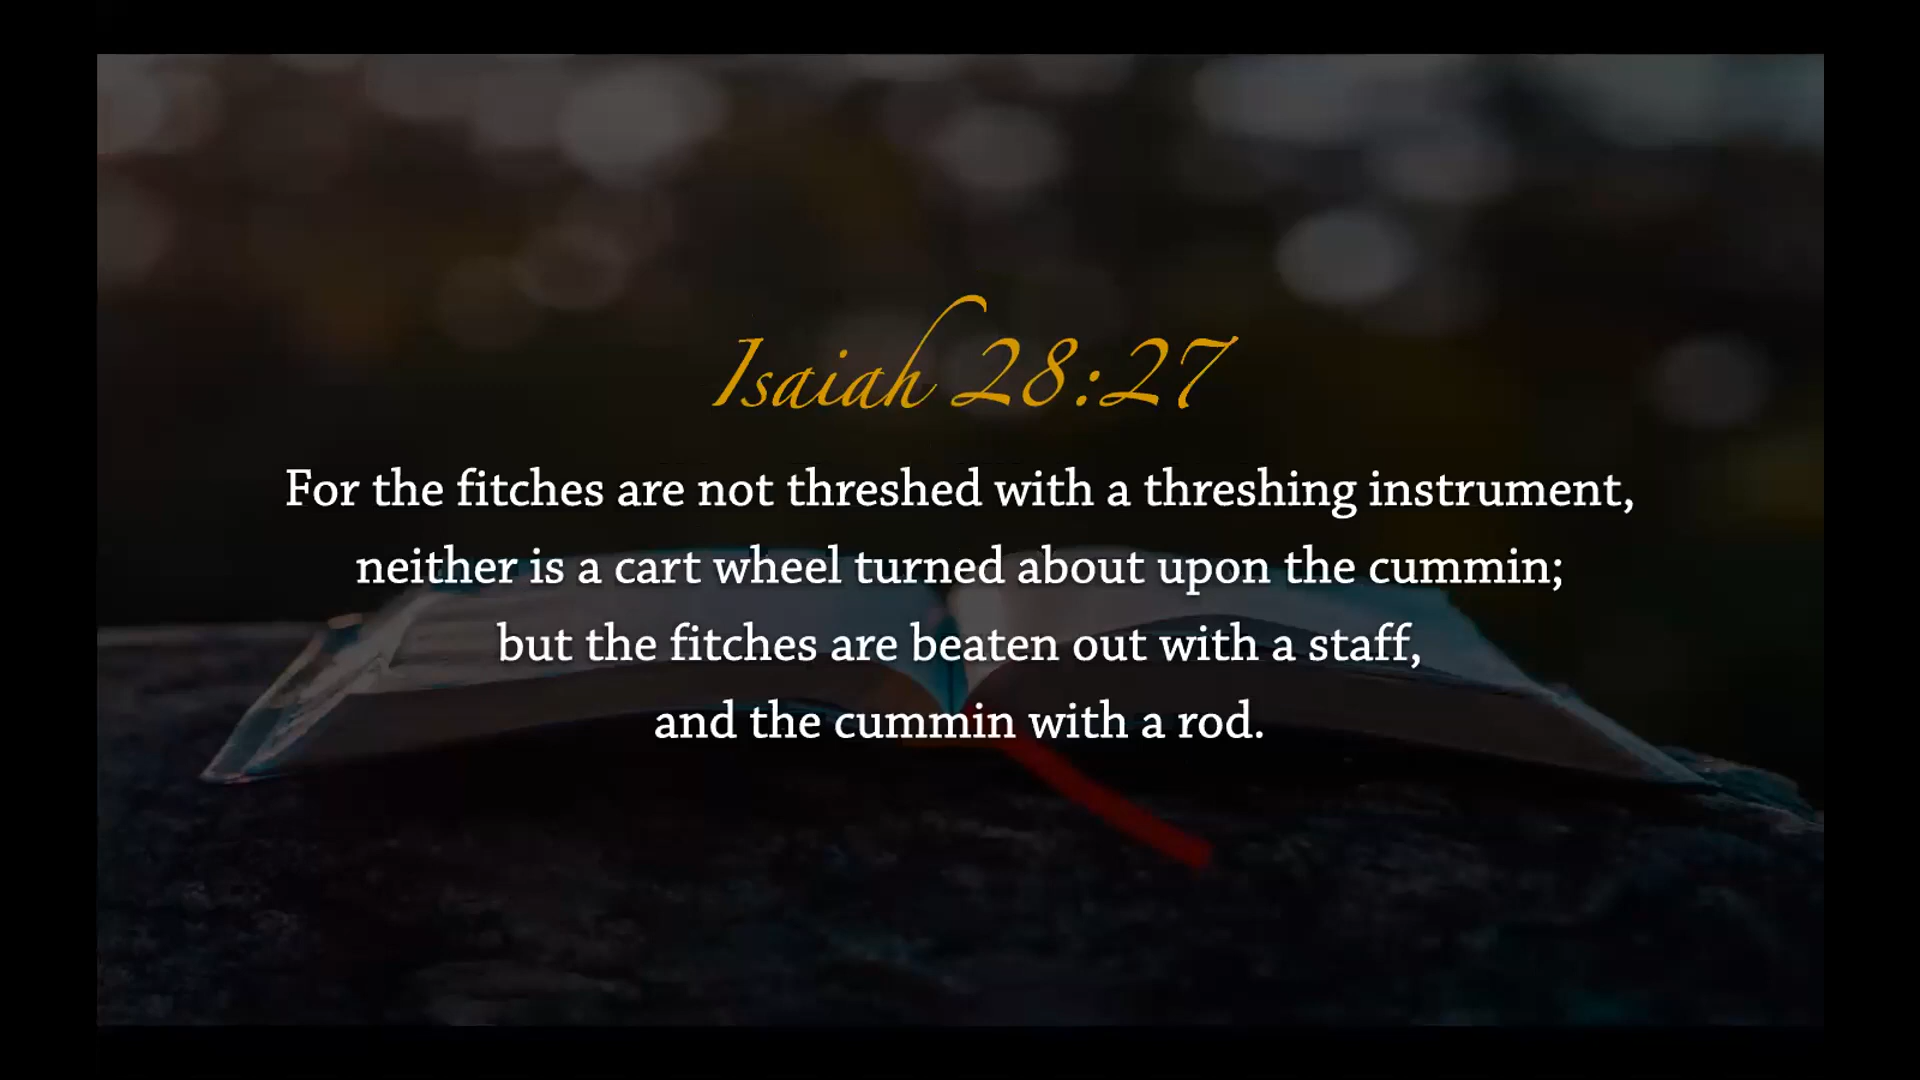 Isaiah 28:27
For the fitches are not threshed with a threshing instrument,
neither is a cart wheel turned about upon the cummin;
but the fitches are beaten out with a staff,
and the cummin with a rod.